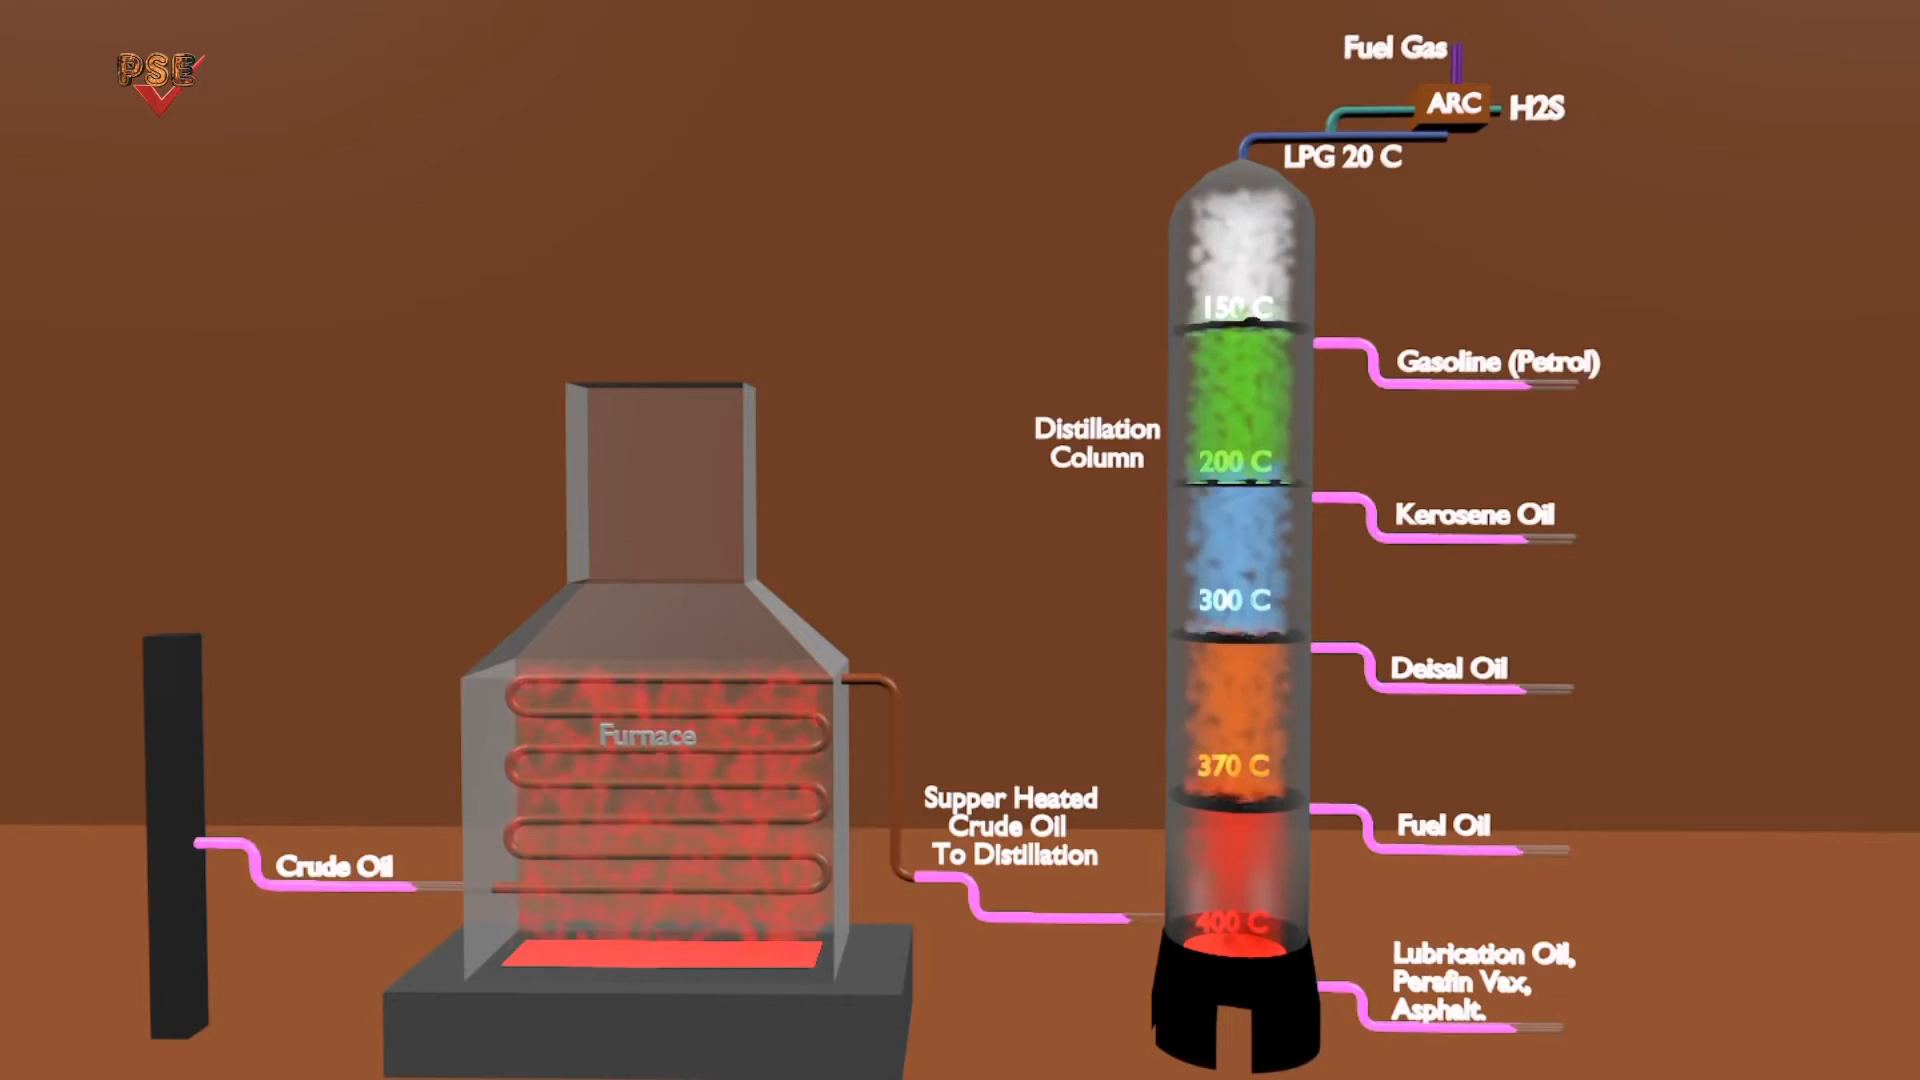 PSE
Fuel Gas
ARC
H2S
LPG 20 C
150 C
Gasoline (Petrol)
Distillation
Column
200 C
Kerosene Oil
300 C
Deisal Oil
Furnace
370 C
Supper Heated
Crude Oil
To Distillation
Fuel Oil
Crude Oil
400 C
Lubrication Oil,
Perafin Vax,
Asphalt.